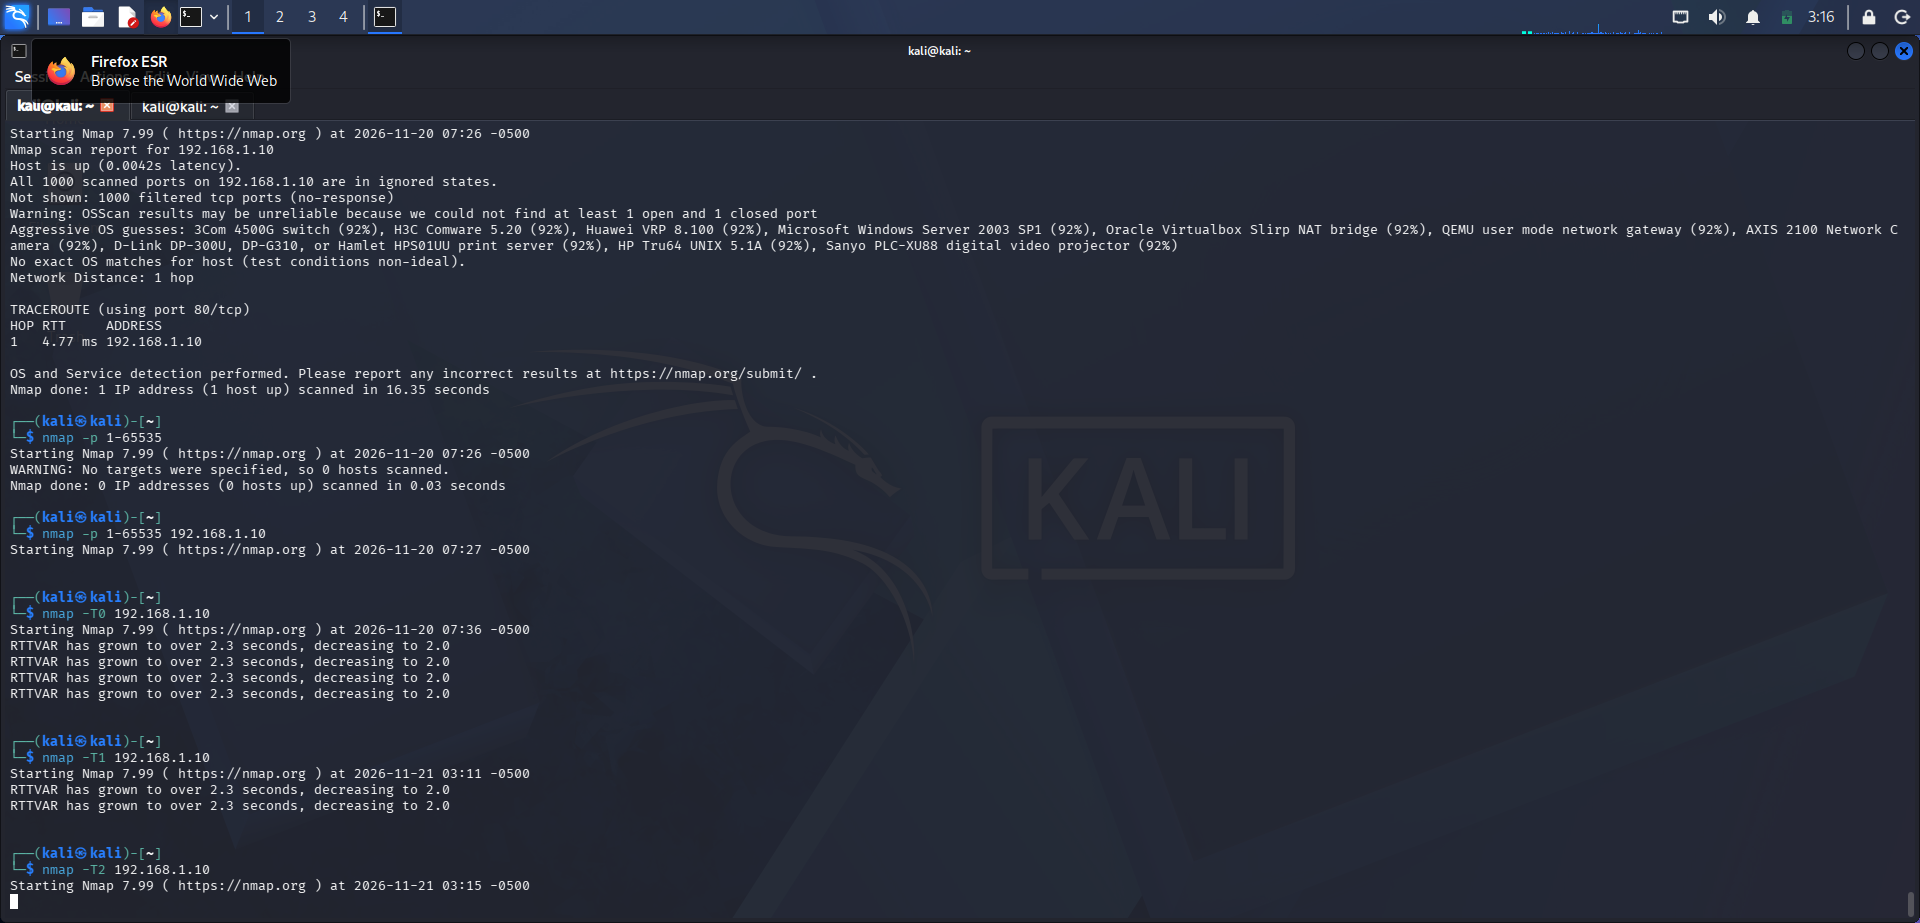 1 2 3 4 3:16
kali@kali: ~
Firefox ESR
Browse the World Wide Web
kali@kali: ~ kali@kali: ~
Starting Nmap 7.99 ( https://nmap.org ) at 2026-11-20 07:26 -0500
Nmap scan report for 192.168.1.10
Host is up (0.0042s latency).
All 1000 scanned ports on 192.168.1.10 are in ignored states.
Not shown: 1000 filtered tcp ports (no-response)
Warning: OSScan results may be unreliable because we could not find at least 1 open and 1 closed port
Aggressive OS guesses: 3Com 4500G switch (92%), H3C Comware 5.20 (92%), Huawei VRP 8.100 (92%), Microsoft Windows Server 2003 SP1 (92%), Oracle Virtualbox Slirp NAT bridge (92%), QEMU user mode network gateway (92%), AXIS 2100 Network C
amera (92%), D-Link DP-300U, DP-G310, or Hamlet HPS01UU print server (92%), HP Tru64 UNIX 5.1A (92%), Sanyo PLC-XU88 digital video projector (92%)
No exact OS matches for host (test conditions non-ideal).
Network Distance: 1 hop
TRACEROUTE (using port 80/tcp)
HOP RTT     ADDRESS
1   4.77 ms 192.168.1.10
OS and Service detection performed. Please report any incorrect results at https://nmap.org/submit/ .
Nmap done: 1 IP address (1 host up) scanned in 16.35 seconds
┌──(kali㉿kali)-[~]
└─$ nmap -p 1-65535
Starting Nmap 7.99 ( https://nmap.org ) at 2026-11-20 07:26 -0500
WARNING: No targets were specified, so 0 hosts scanned.
Nmap done: 0 IP addresses (0 hosts up) scanned in 0.03 seconds
┌──(kali㉿kali)-[~]
└─$ nmap -p 1-65535 192.168.1.10
Starting Nmap 7.99 ( https://nmap.org ) at 2026-11-20 07:27 -0500
┌──(kali㉿kali)-[~]
└─$ nmap -T0 192.168.1.10
Starting Nmap 7.99 ( https://nmap.org ) at 2026-11-20 07:36 -0500
RTTVAR has grown to over 2.3 seconds, decreasing to 2.0
RTTVAR has grown to over 2.3 seconds, decreasing to 2.0
RTTVAR has grown to over 2.3 seconds, decreasing to 2.0
RTTVAR has grown to over 2.3 seconds, decreasing to 2.0
┌──(kali㉿kali)-[~]
└─$ nmap -T1 192.168.1.10
Starting Nmap 7.99 ( https://nmap.org ) at 2026-11-21 03:11 -0500
RTTVAR has grown to over 2.3 seconds, decreasing to 2.0
RTTVAR has grown to over 2.3 seconds, decreasing to 2.0
┌──(kali㉿kali)-[~]
└─$ nmap -T2 192.168.1.10
Starting Nmap 7.99 ( https://nmap.org ) at 2026-11-21 03:15 -0500
KALI